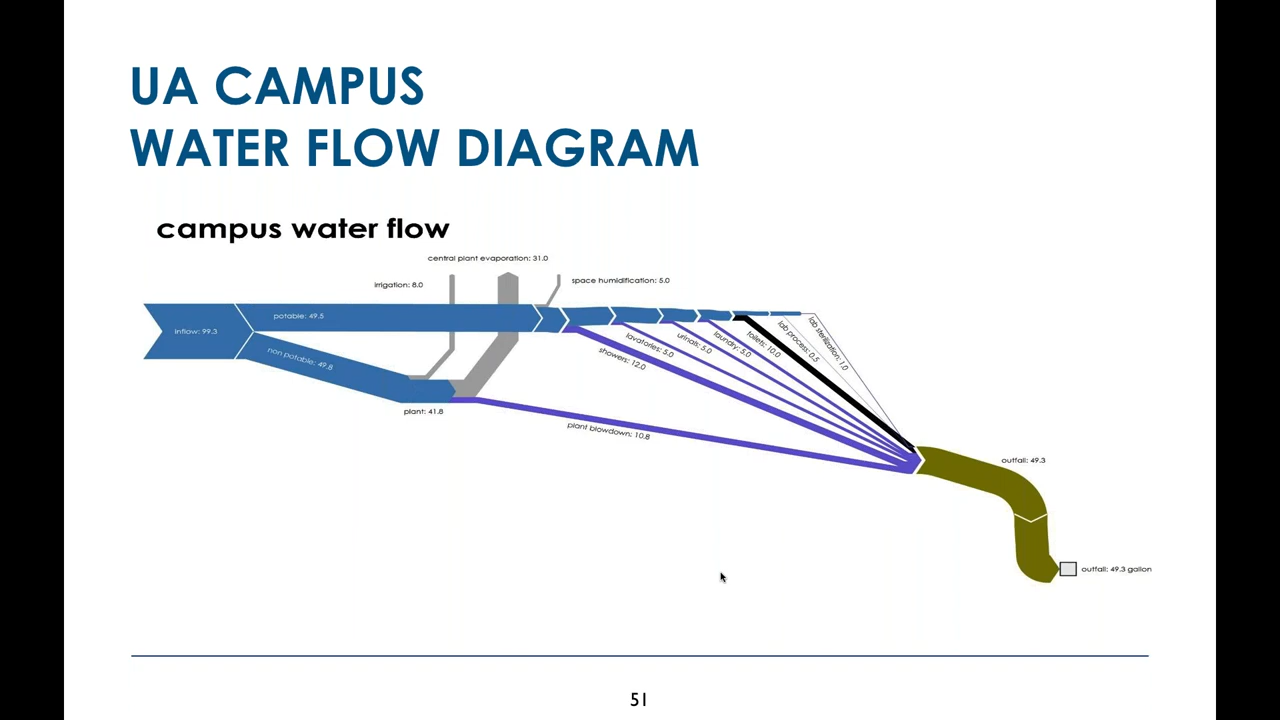 UA CAMPUS
WATER FLOW DIAGRAM
campus water flow
central plant evaporation: 31.0
irrigation: 8.0
space humidification: 5.0
inflow: 99.3
potable: 49.5
non potable: 49.8
plant: 41.8
plant blowdown: 10.8
showers: 12.0
lavatories: 5.0
urinals: 5.0
laundry: 5.0
toilets: 10.0
lab process: 0.5
lab sterilization: 1.0
outfall: 49.3
outfall: 49.3 gallon
51